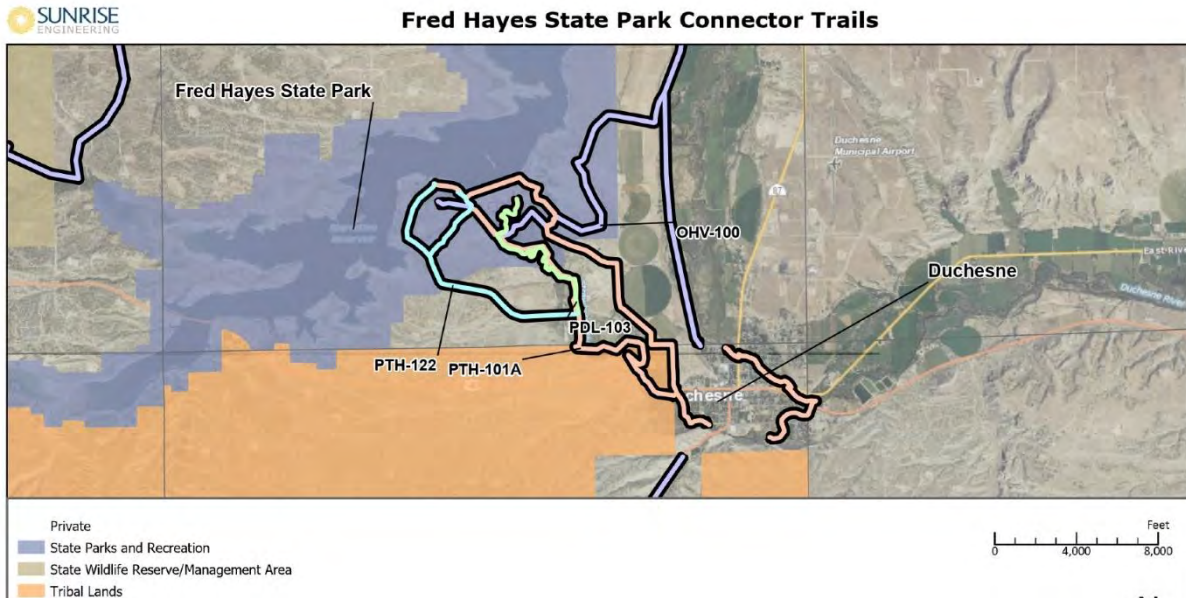 SUNRISE
ENGINEERING
Fred Hayes State Park Connector Trails
Fred Hayes State Park
Duchesne
Municipal Airport
87
OHV-100
East River
Duchesne
Duchesne River
PDL-103
PTH-122
PTH-101A
chesne
Private
State Parks and Recreation
State Wildlife Reserve/Management Area
Tribal Lands
Feet
0 4,000 8,000